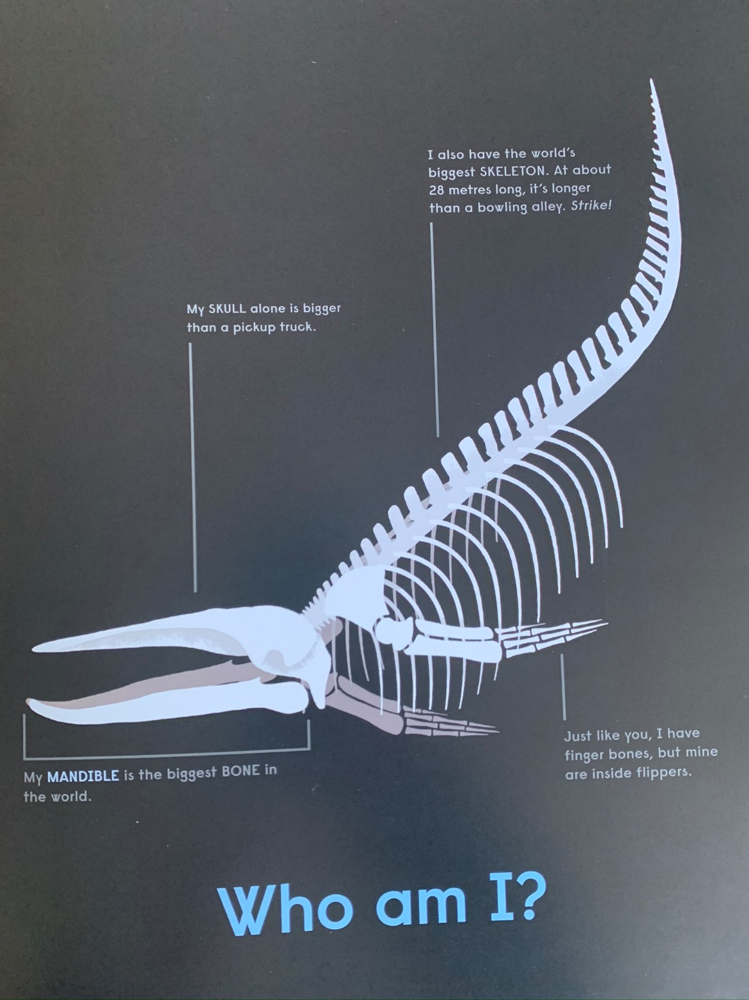 I also have the world's
biggest SKELETON. At about
28 metres long, it's longer
than a bowling alley. Strike!
My SKULL alone is bigger
than a pickup truck.
Just like you, I have
finger bones, but mine
are inside flippers.
My MANDIBLE is the biggest BONE in
the world.
Who am I?